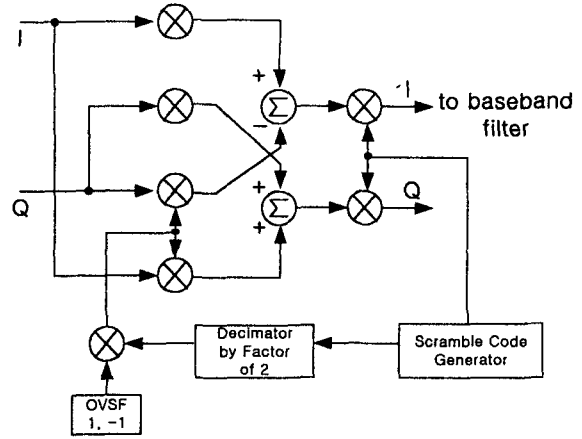 I
+
Σ
-
I
to baseband
filter
Q
+
Σ
+
Q
Decimator
by Factor
of 2
Scramble Code
Generator
OVSF
1, -1